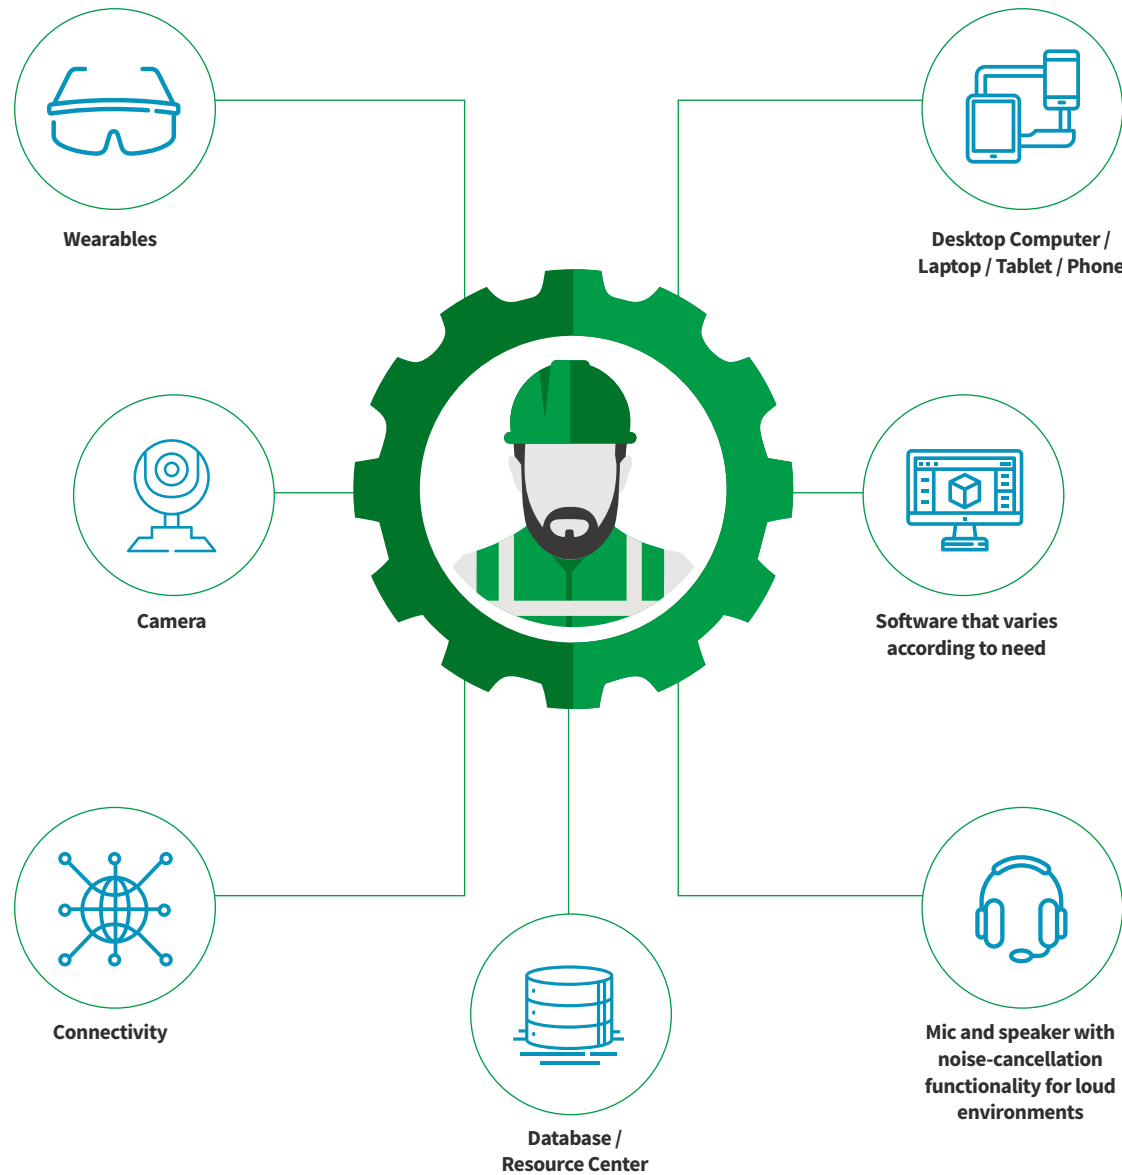 Wearables
Desktop Computer /
Laptop / Tablet / Phone
Camera
Software that varies
according to need
Connectivity
Mic and speaker with
noise-cancellation
functionality for loud
environments
Database /
Resource Center